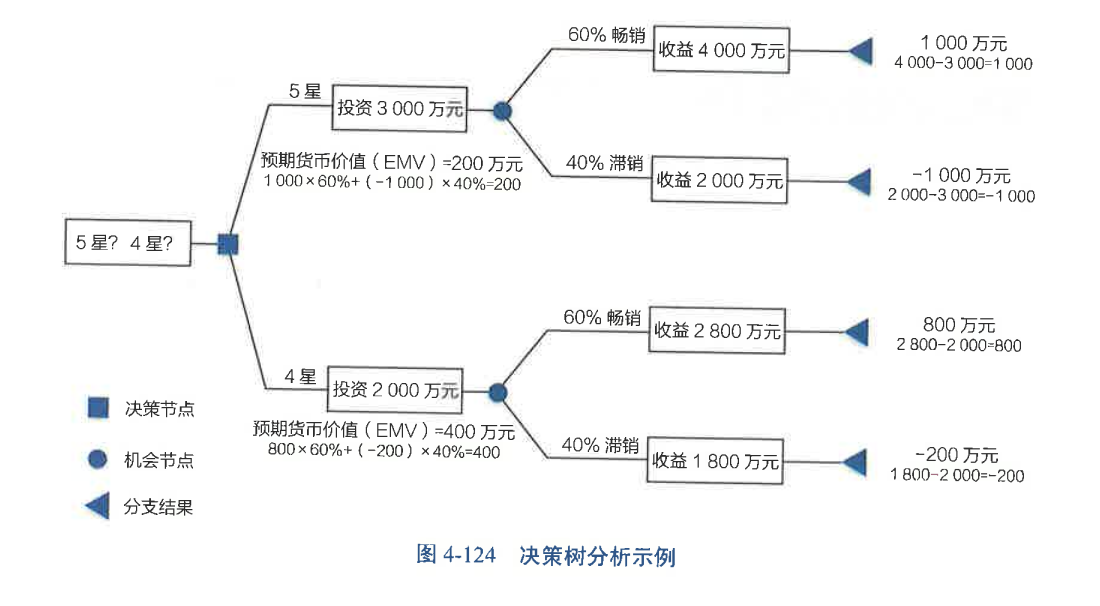 60% 畅销
收益 4 000 万元
1 000 万元
4 000-3 000=1 000
5 星
投资 3 000 万元
预期货币价值（EMV）=200 万元
1 000×60%+（-1 000）×40%=200
40% 滞销
收益 2 000 万元
-1 000 万元
2 000-3 000=-1 000
5 星？4 星？
60% 畅销
收益 2 800 万元
800 万元
2 800-2 000=800
4 星
投资 2 000 万元
预期货币价值（EMV）=400 万元
800×60%+（-200）×40%=400
40% 滞销
收益 1 800 万元
-200 万元
1 800-2 000=-200
决策节点
机会节点
分支结果
图 4-124 决策树分析示例